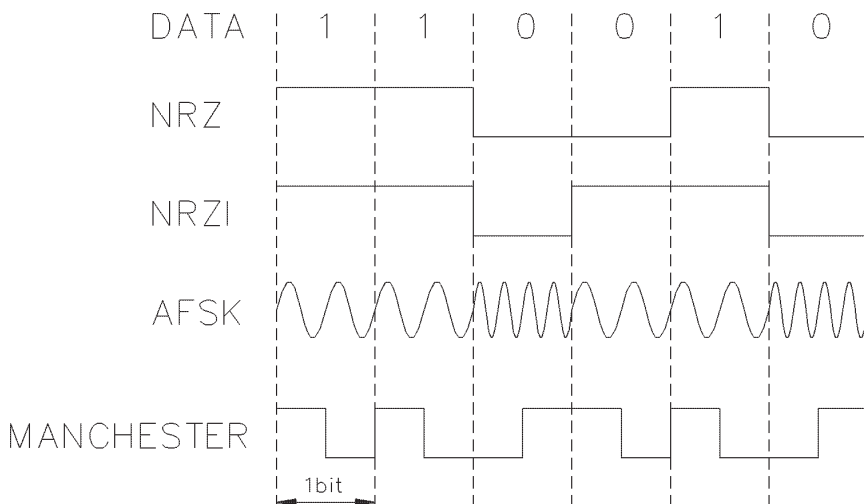 DATA 1 1 0 0 1 0
NRZ
NRZI
AFSK
MANCHESTER
1bit